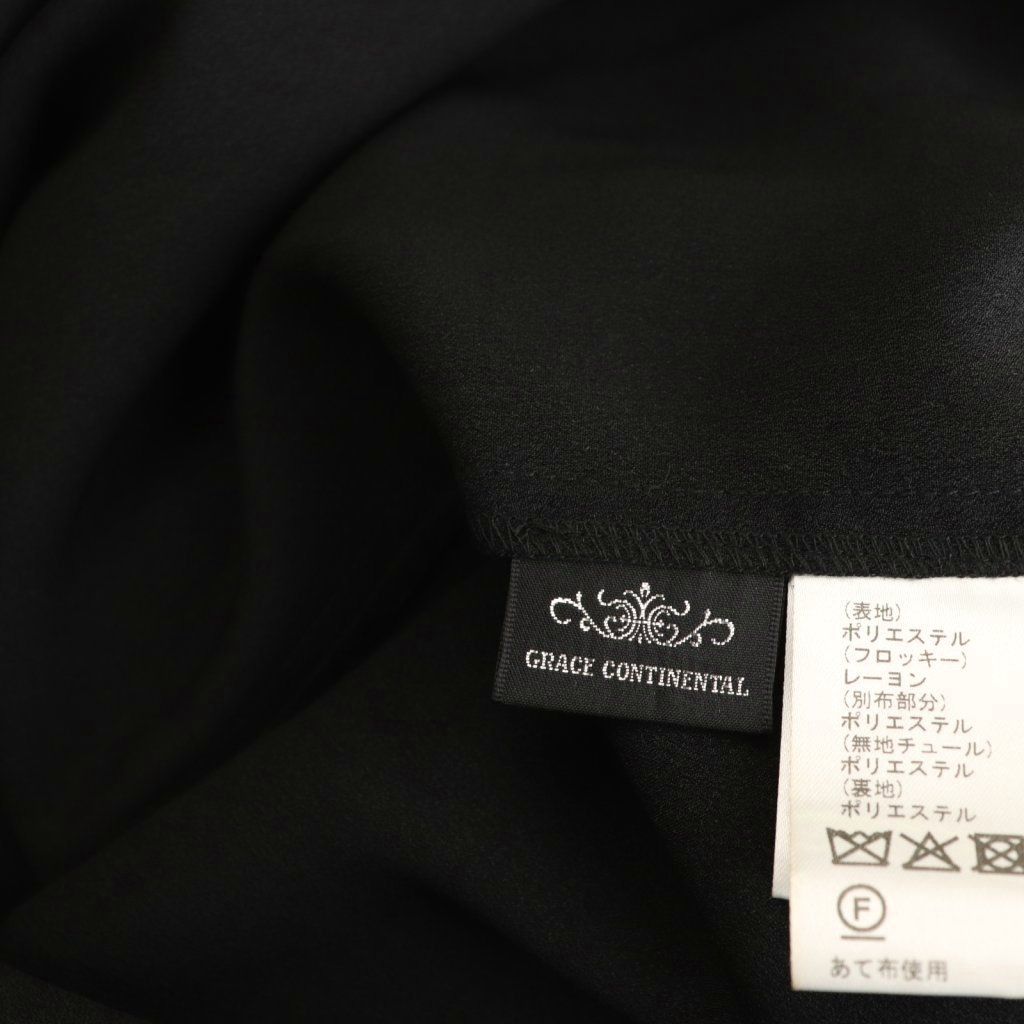 GRACE CONTINENTAL
(表地)
ポリエステル
(フロッキー)
レーヨン
(別布部分)
ポリエステル
(無地チュール)
ポリエステル
(裏地)
ポリエステル
F
あて布使用